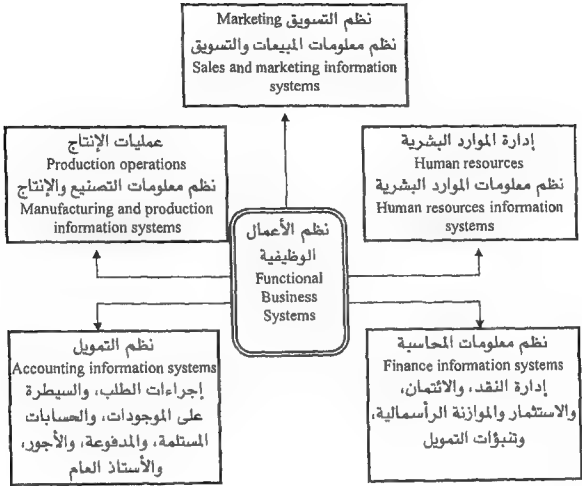 نظم التسويق Marketing
نظم معلومات المبيعات والتسويق
Sales and marketing information
systems
إدارة الموارد البشرية
Human resources
نظم معلومات الموارد البشرية
Human resources information
systems
عمليات الإنتاج
Production operations
نظم معلومات التصنيع والإنتاج
Manufacturing and production
information systems
نظم الأعمال
الوظيفية
Functional
Business
Systems
نظم معلومات المحاسبة
Finance information systems
إدارة النقد، والائتمان،
والاستثمار والموازنة الرأسمالية،
وتنبؤات التمويل
نظم التمويل
Accounting information systems
إجراءات الطلب، والسيطرة
على الموجودات، والحسابات
المستلمة، والمدفوعة، والأجور،
والأستاذ العام